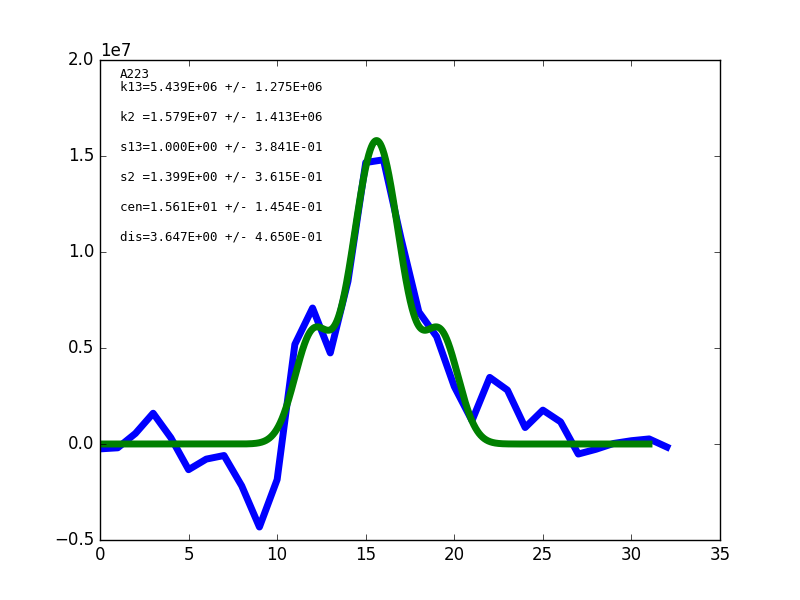 1e7
2.0
1.5
1.0
0.5
0.0
−0.5
A223
k13=5.439E+06 +/- 1.275E+06
k2 =1.579E+07 +/- 1.413E+06
s13=1.000E+00 +/- 3.841E-01
s2 =1.399E+00 +/- 3.615E-01
cen=1.561E+01 +/- 1.454E-01
dis=3.647E+00 +/- 4.650E-01
0 5 10 15 20 25 30 35